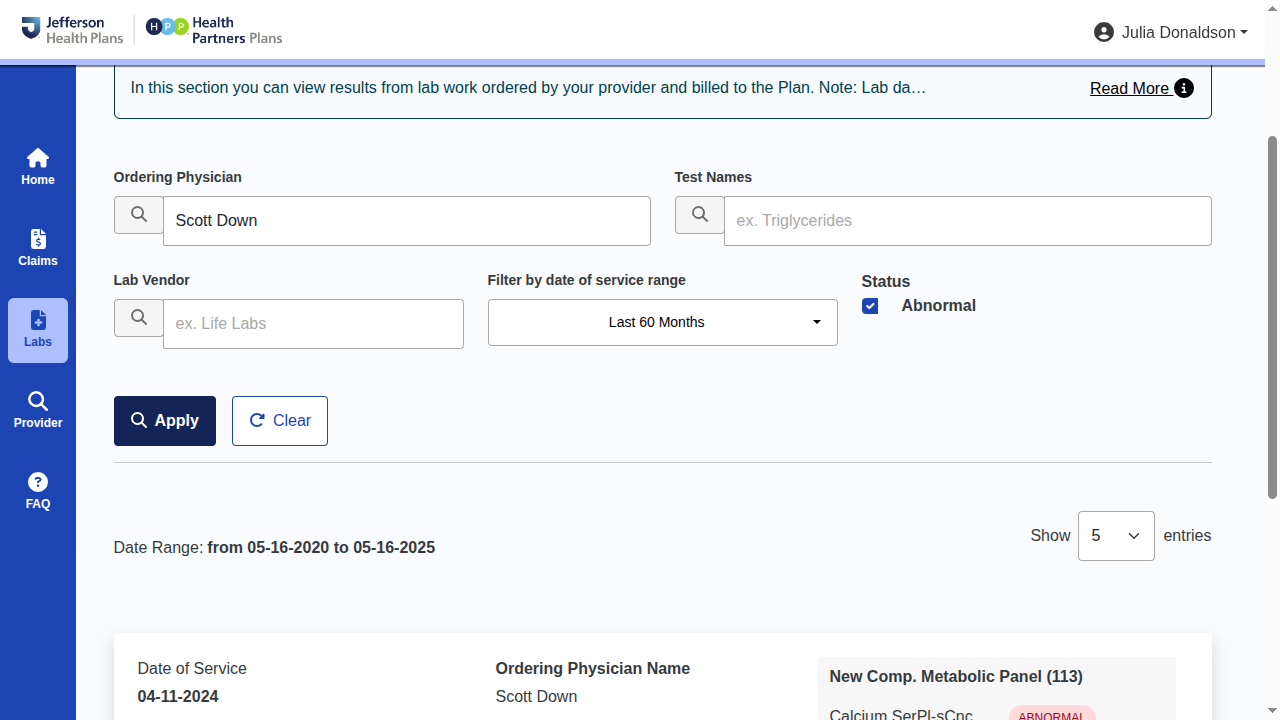 Jefferson
Health Plans
HPP
Health
Partners Plans
Julia Donaldson
In this section you can view results from lab work ordered by your provider and billed to the Plan. Note: Lab da…
Read More
Home
Claims
Labs
Provider
FAQ
Ordering Physician
Scott Down
Test Names
ex. Triglycerides
Lab Vendor
ex. Life Labs
Filter by date of service range
Last 60 Months
Status
Abnormal
Apply
Clear
Date Range: from 05-16-2020 to 05-16-2025
Show 5 entries
Date of Service
04-11-2024
Ordering Physician Name
Scott Down
New Comp. Metabolic Panel (113)
Calcium SerPl-sCnc ABNORMAL